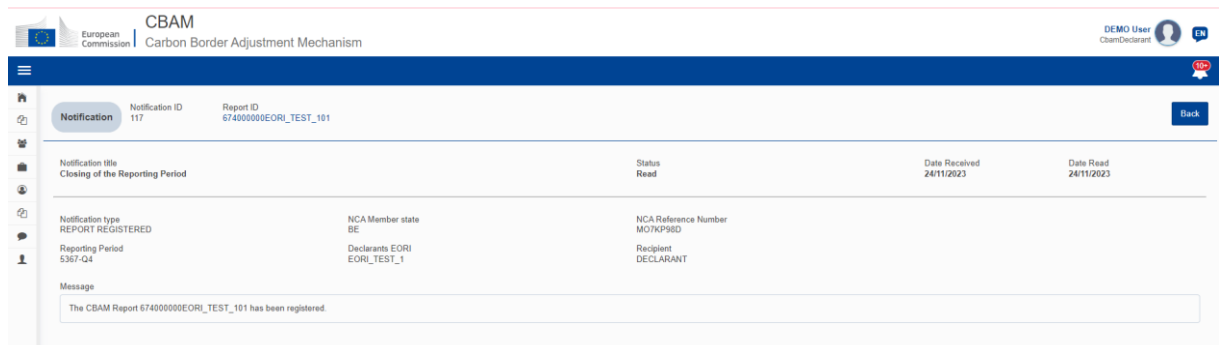 European
Commission
CBAM
Carbon Border Adjustment Mechanism
DEMO User
CbamDeclarant
EN
10+
Notification
Notification ID
117
Report ID
674000000EORI_TEST_101
Back
Notification title
Closing of the Reporting Period
Status
Read
Date Received
24/11/2023
Date Read
24/11/2023
Notification type
REPORT REGISTERED
NCA Member state
BE
NCA Reference Number
MO7KP98D
Reporting Period
5367-Q4
Declarants EORI
EORI_TEST_1
Recipient
DECLARANT
Message
The CBAM Report 674000000EORI_TEST_101 has been registered.